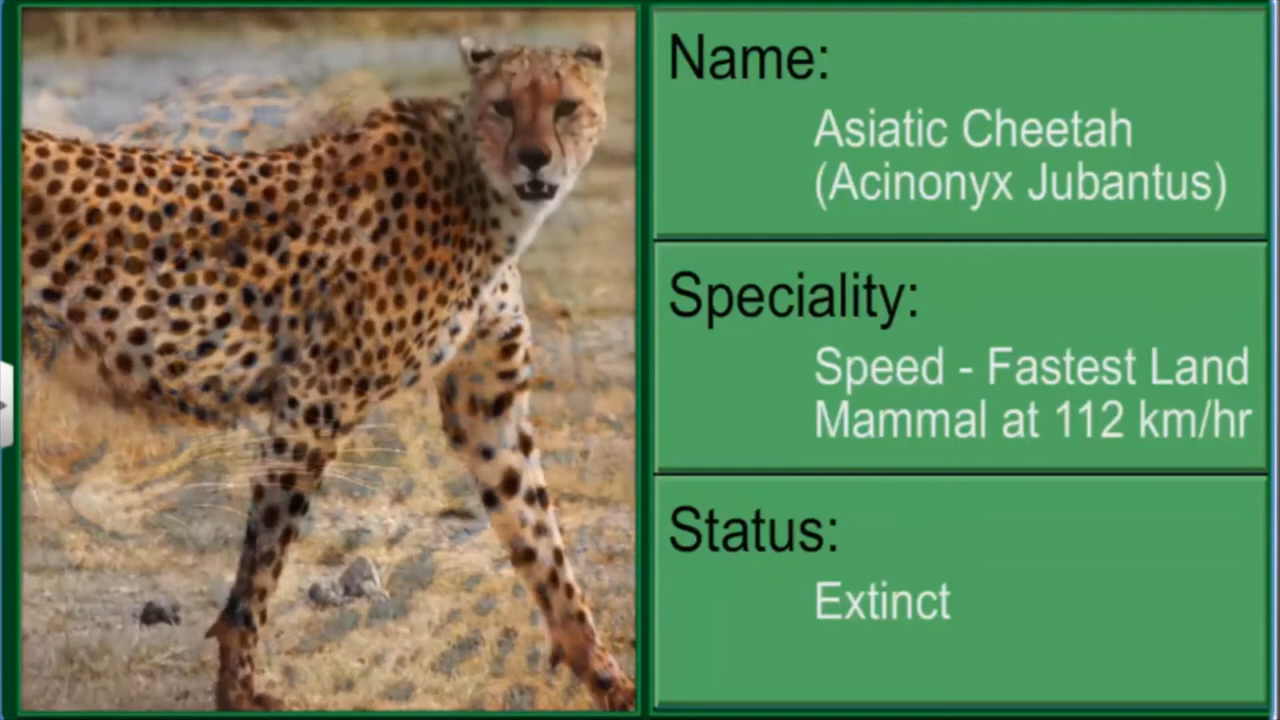 Name:
Asiatic Cheetah
(Acinonyx Jubantus)
Speciality:
Speed - Fastest Land
Mammal at 112 km/hr
Status:
Extinct